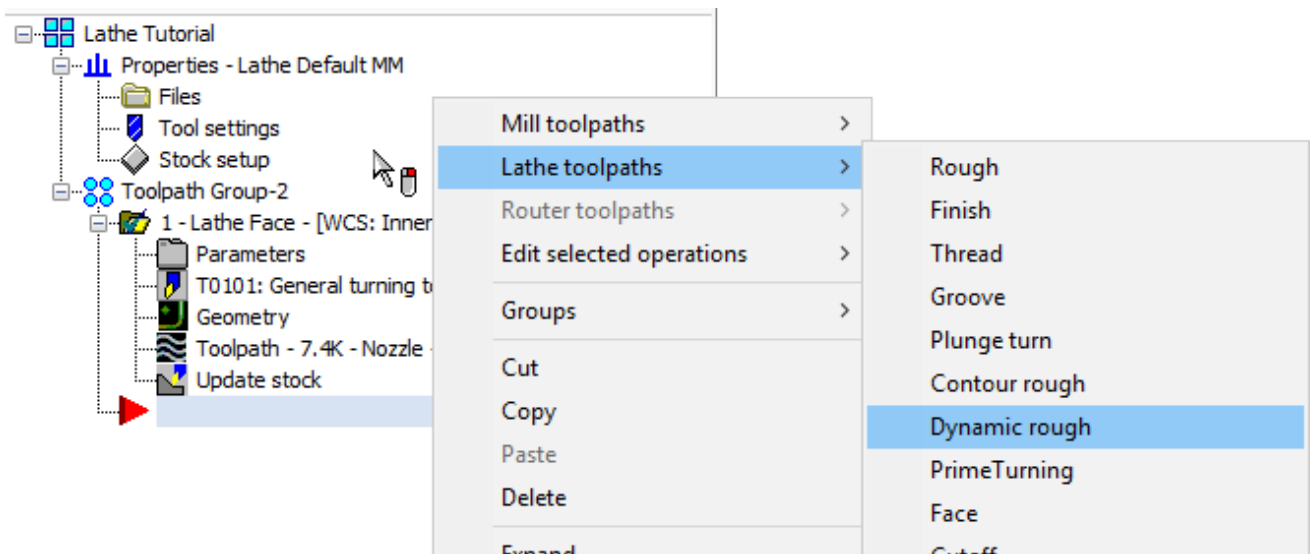 Lathe Tutorial
Properties - Lathe Default MM
Files
Tool settings
Stock setup
Toolpath Group-2
1 - Lathe Face - [WCS: Inner
Parameters
T0101: General turning t
Geometry
Toolpath - 7.4K - Nozzle -
Update stock
Mill toolpaths
Lathe toolpaths
Router toolpaths
Edit selected operations
Groups
Cut
Copy
Paste
Delete
Expand
Rough
Finish
Thread
Groove
Plunge turn
Contour rough
Dynamic rough
PrimeTurning
Face
Cutoff